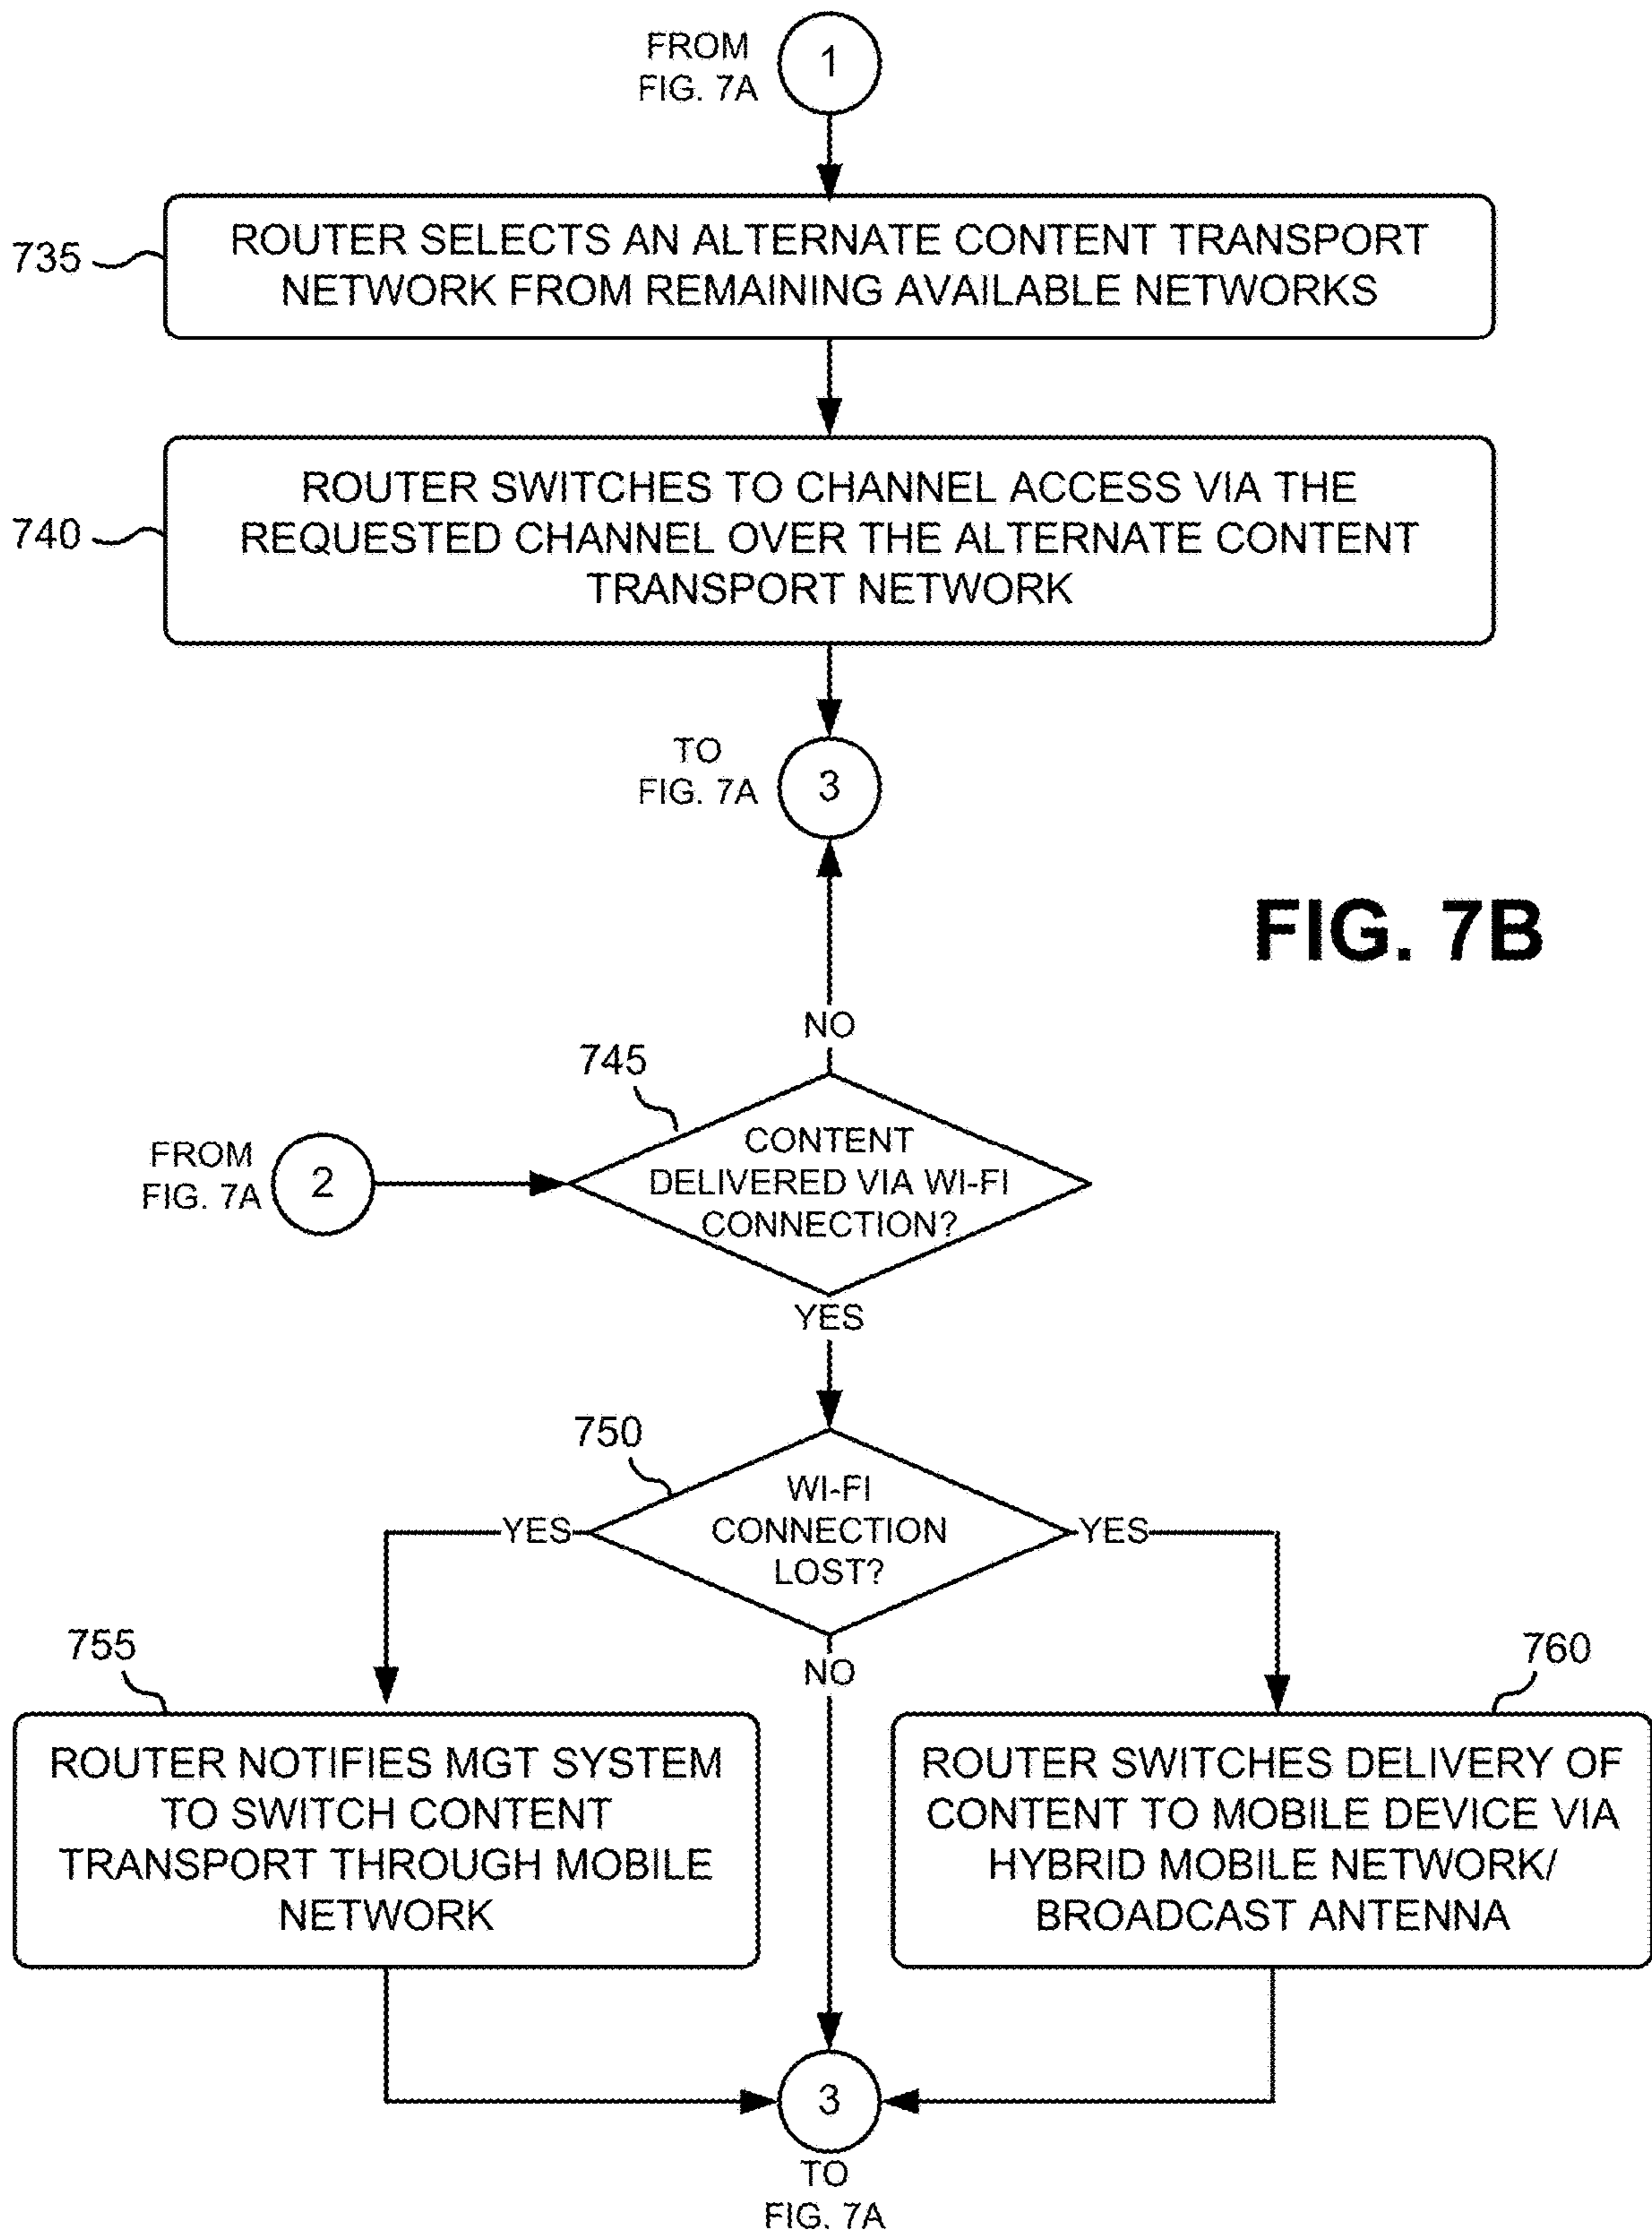 FROM
FIG. 7A
1
735
ROUTER SELECTS AN ALTERNATE CONTENT TRANSPORT
NETWORK FROM REMAINING AVAILABLE NETWORKS
740
ROUTER SWITCHES TO CHANNEL ACCESS VIA THE
REQUESTED CHANNEL OVER THE ALTERNATE CONTENT
TRANSPORT NETWORK
TO
FIG. 7A
3
FIG. 7B
NO
745
FROM
FIG. 7A
2
CONTENT
DELIVERED VIA WI-FI
CONNECTION?
YES
750
WI-FI
CONNECTION
LOST?
YES
YES
NO
755
ROUTER NOTIFIES MGT SYSTEM
TO SWITCH CONTENT
TRANSPORT THROUGH MOBILE
NETWORK
760
ROUTER SWITCHES DELIVERY OF
CONTENT TO MOBILE DEVICE VIA
HYBRID MOBILE NETWORK/
BROADCAST ANTENNA
3
TO
FIG. 7A